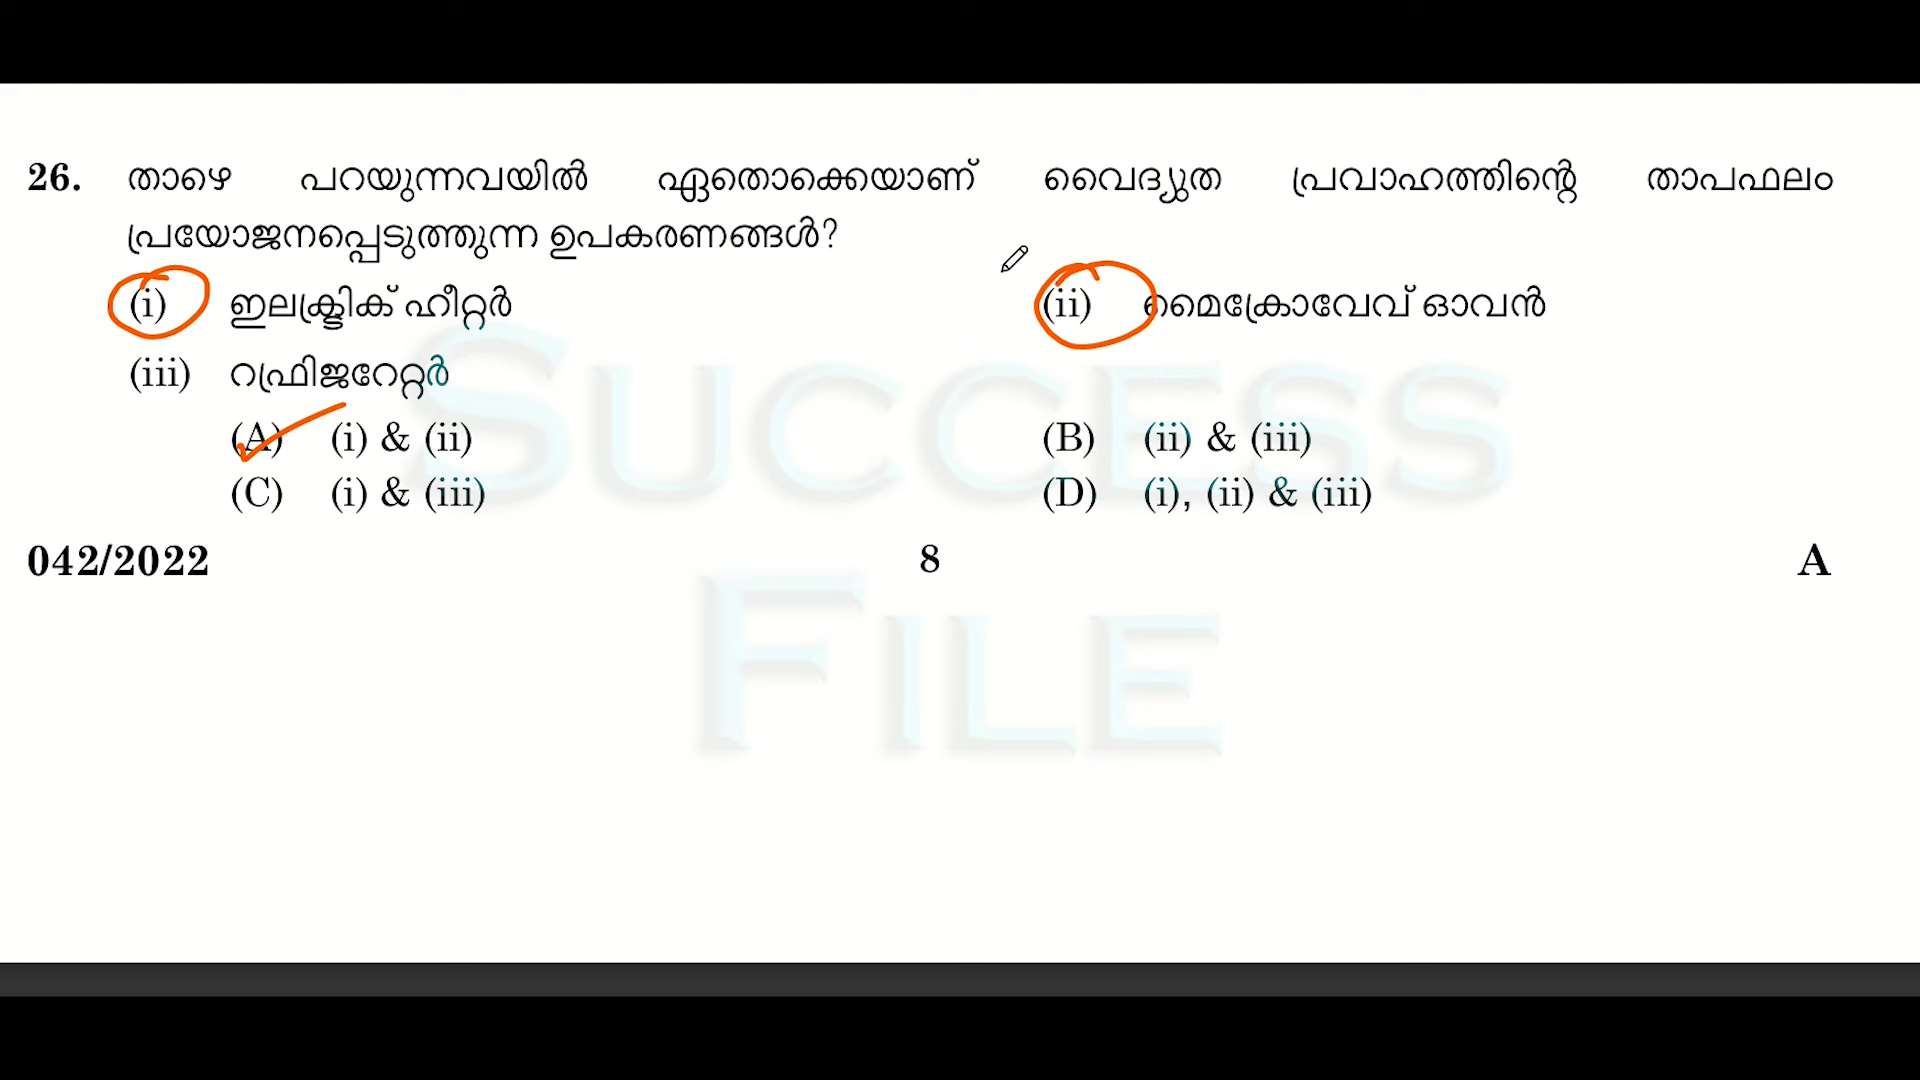 26. താഴെ പറയുന്നവയിൽ ഏതൊക്കെയാണ് വൈദ്യുത പ്രവാഹത്തിന്റെ താപഫലം
പ്രയോജനപ്പെടുത്തുന്ന ഉപകരണങ്ങൾ?
(i) ഇലക്ട്രിക് ഹീറ്റർ (ii) മൈക്രോവേവ് ഓവൻ
(iii) റഫ്രിജറേറ്റർ
(A) (i) & (ii) (B) (ii) & (iii)
(C) (i) & (iii) (D) (i), (ii) & (iii)
042/2022 8 A
SUCCESS
FILE